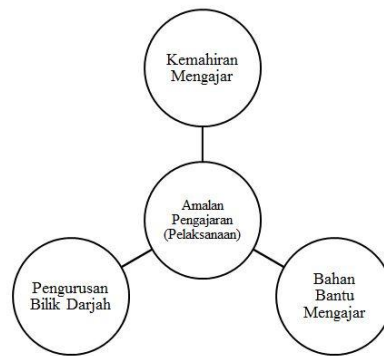 Kemahiran
Mengajar
Amalan
Pengajaran
(Pelaksanaan)
Pengurusan
Bilik Darjah
Bahan
Bantu
Mengajar